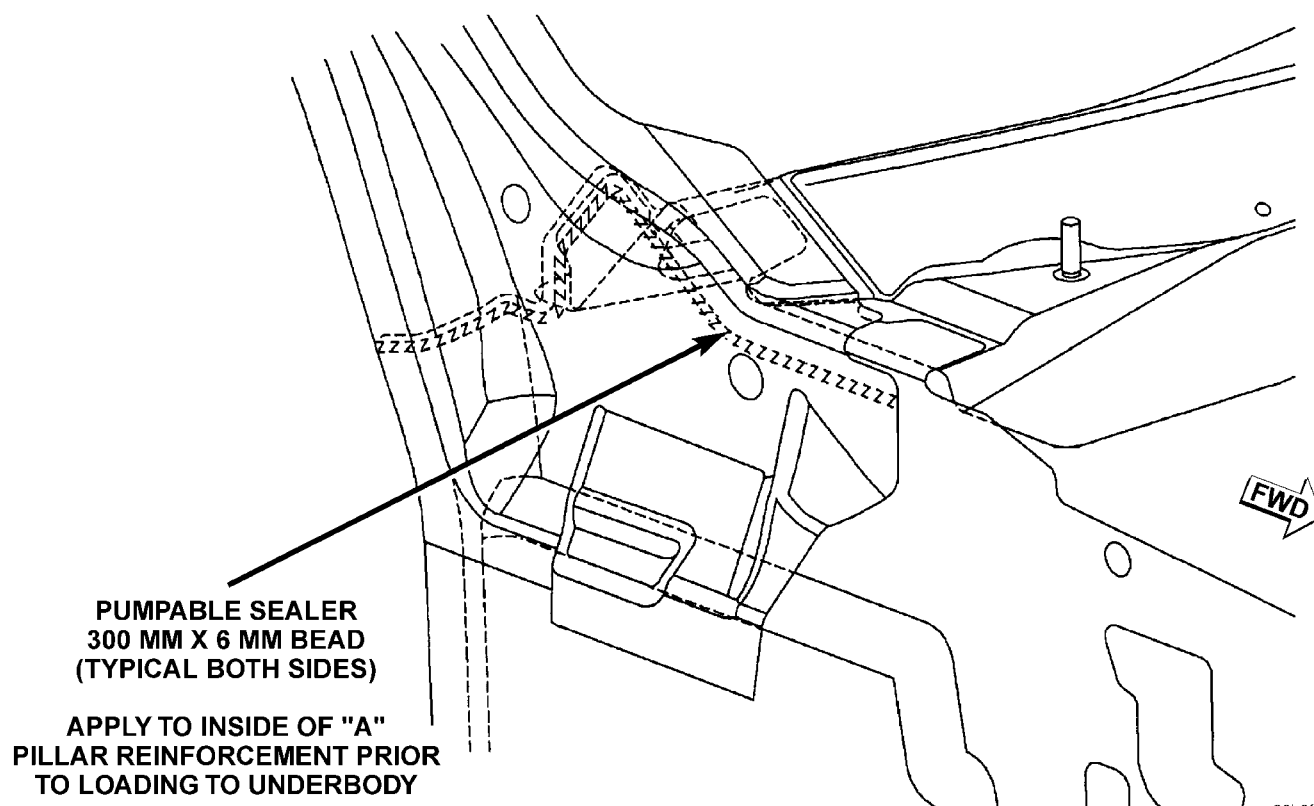 FWD
PUMPABLE SEALER
300 MM X 6 MM BEAD
(TYPICAL BOTH SIDES)
APPLY TO INSIDE OF "A"
PILLAR REINFORCEMENT PRIOR
TO LOADING TO UNDERBODY